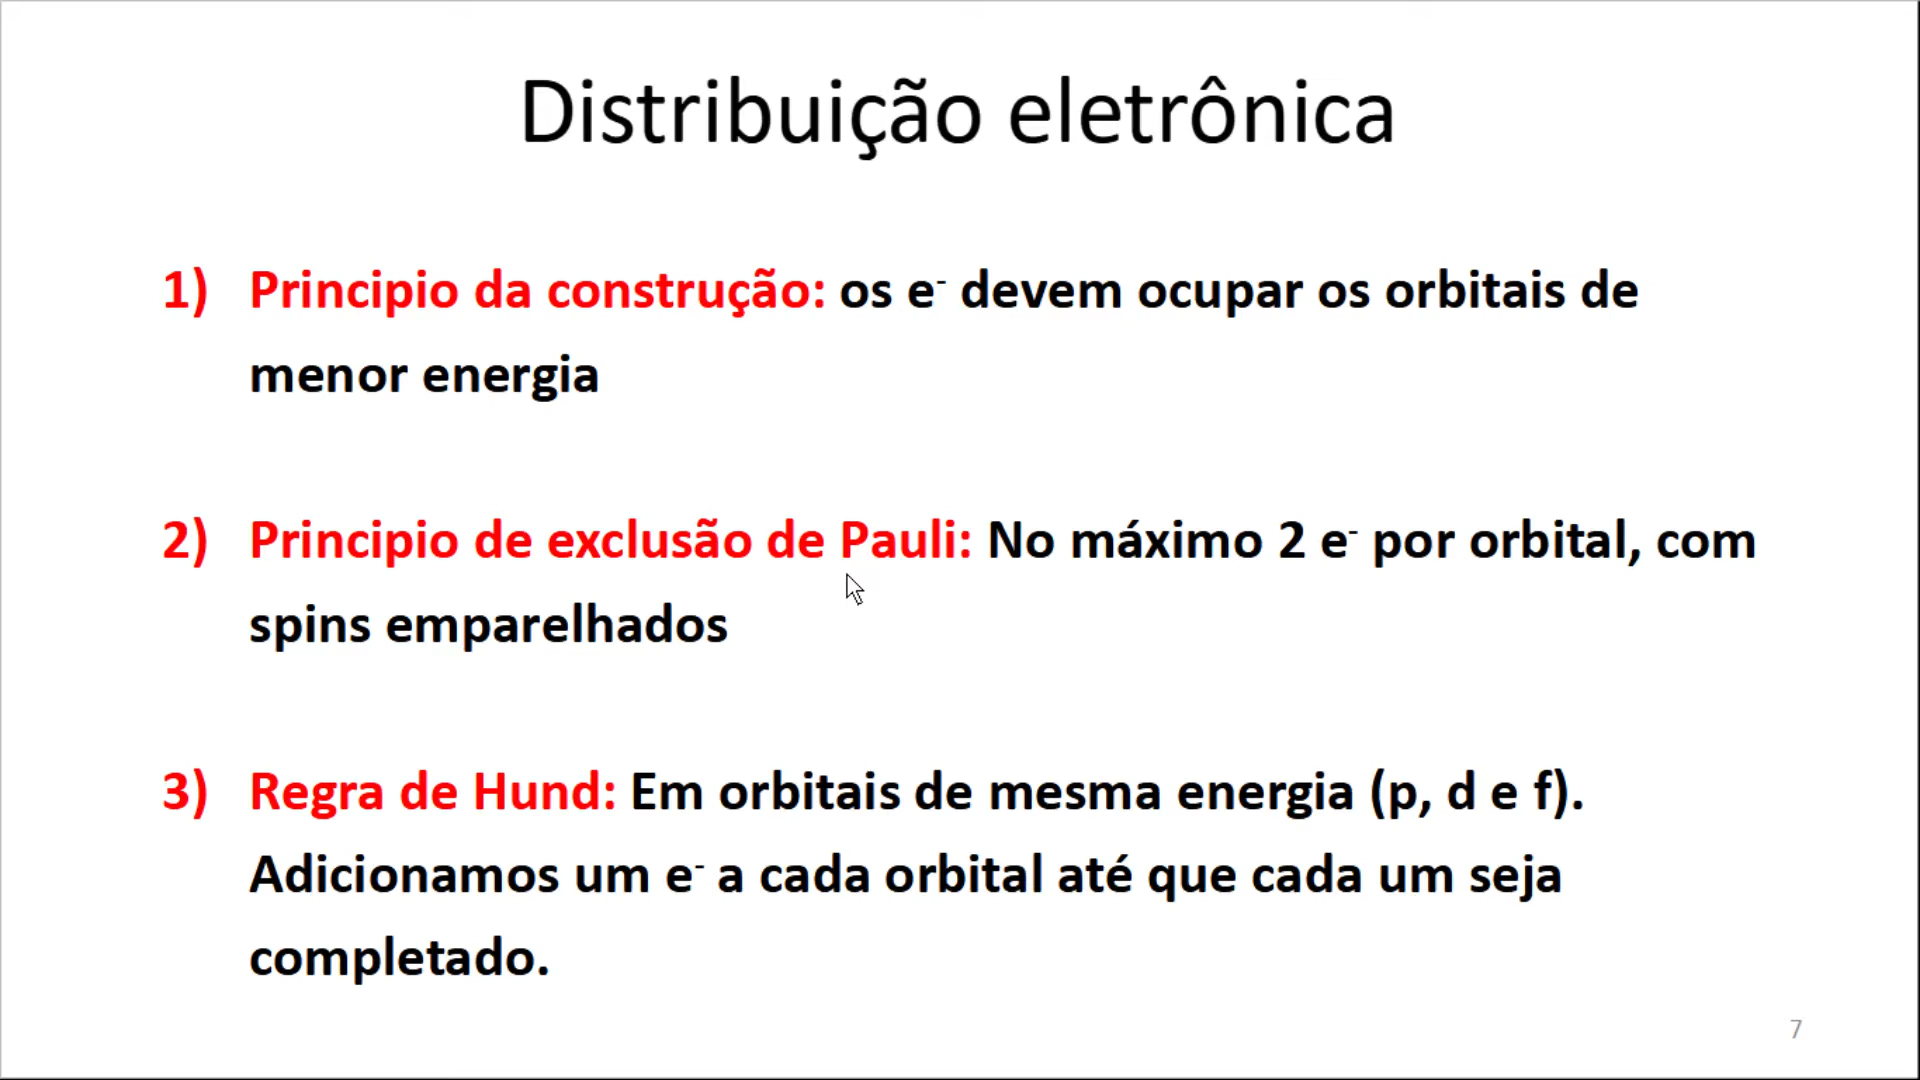 Distribuição eletrônica
1) Principio da construção: os e⁻ devem ocupar os orbitais de
menor energia
2) Principio de exclusão de Pauli: No máximo 2 e⁻ por orbital, com
spins emparelhados
3) Regra de Hund: Em orbitais de mesma energia (p, d e f).
Adicionamos um e⁻ a cada orbital até que cada um seja
completado.
7